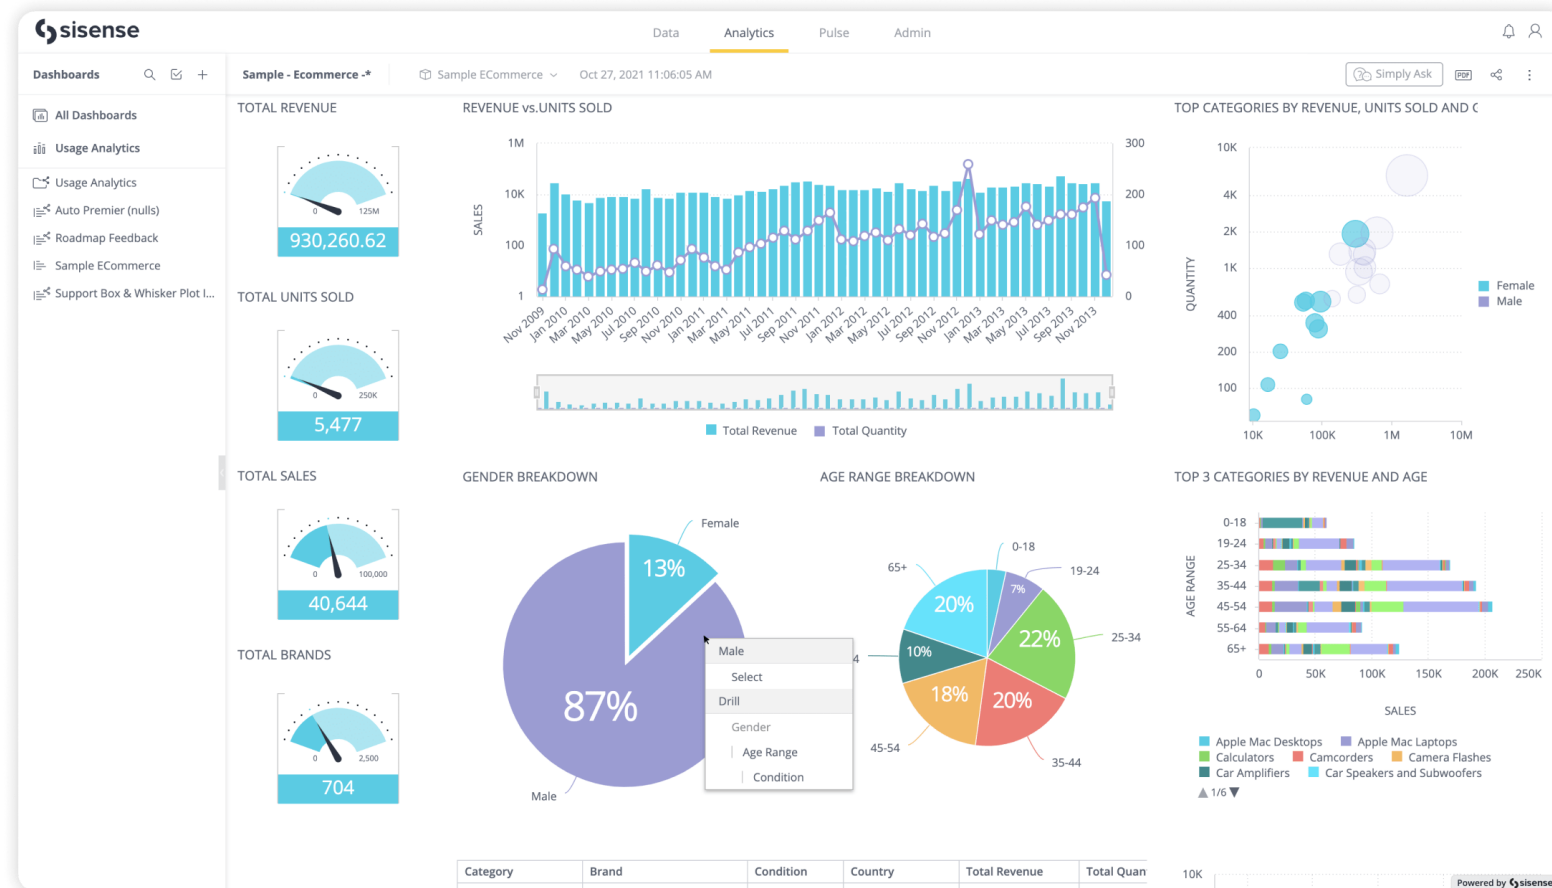 sisense
Data
Analytics
Pulse
Admin
Dashboards
Sample - Ecommerce -*
Sample ECommerce
Oct 27, 2021 11:06:05 AM
Simply Ask
PDF
All Dashboards
Usage Analytics
Usage Analytics
Auto Premier (nulls)
Roadmap Feedback
Sample ECommerce
Support Box & Whisker Plot I...
TOTAL REVENUE
0
125M
930,260.62
TOTAL UNITS SOLD
0
250K
5,477
TOTAL SALES
0
100,000
40,644
TOTAL BRANDS
0
2,500
704
REVENUE vs.UNITS SOLD
SALES
1M
10K
100
1
300
200
100
0
Nov 2009
Jan 2010
Mar 2010
May 2010
Jul 2010
Sep 2010
Nov 2010
Jan 2011
Mar 2011
May 2011
Jul 2011
Sep 2011
Nov 2011
Jan 2012
Mar 2012
May 2012
Jul 2012
Sep 2012
Nov 2012
Jan 2013
Mar 2013
May 2013
Jul 2013
Sep 2013
Nov 2013
Total Revenue
Total Quantity
TOP CATEGORIES BY REVENUE, UNITS SOLD AND
QUANTITY
10K
4K
2K
1K
400
200
100
10K
100K
1M
10M
Female
Male
GENDER BREAKDOWN
Female
13%
87%
Male
Male
Select
Drill
Gender
Age Range
Condition
AGE RANGE BREAKDOWN
0-18
19-24
7%
25-34
22%
35-44
20%
45-54
18%
4
10%
65+
20%
TOP 3 CATEGORIES BY REVENUE AND AGE
AGE RANGE
0-18
19-24
25-34
35-44
45-54
55-64
65+
0
50K
100K
150K
200K
250K
SALES
Apple Mac Desktops
Apple Mac Laptops
Calculators
Camcorders
Camera Flashes
Car Amplifiers
Car Speakers and Subwoofers
1/6
Category
Brand
Condition
Country
Total Revenue
Total Quan
10K
Powered by sisense